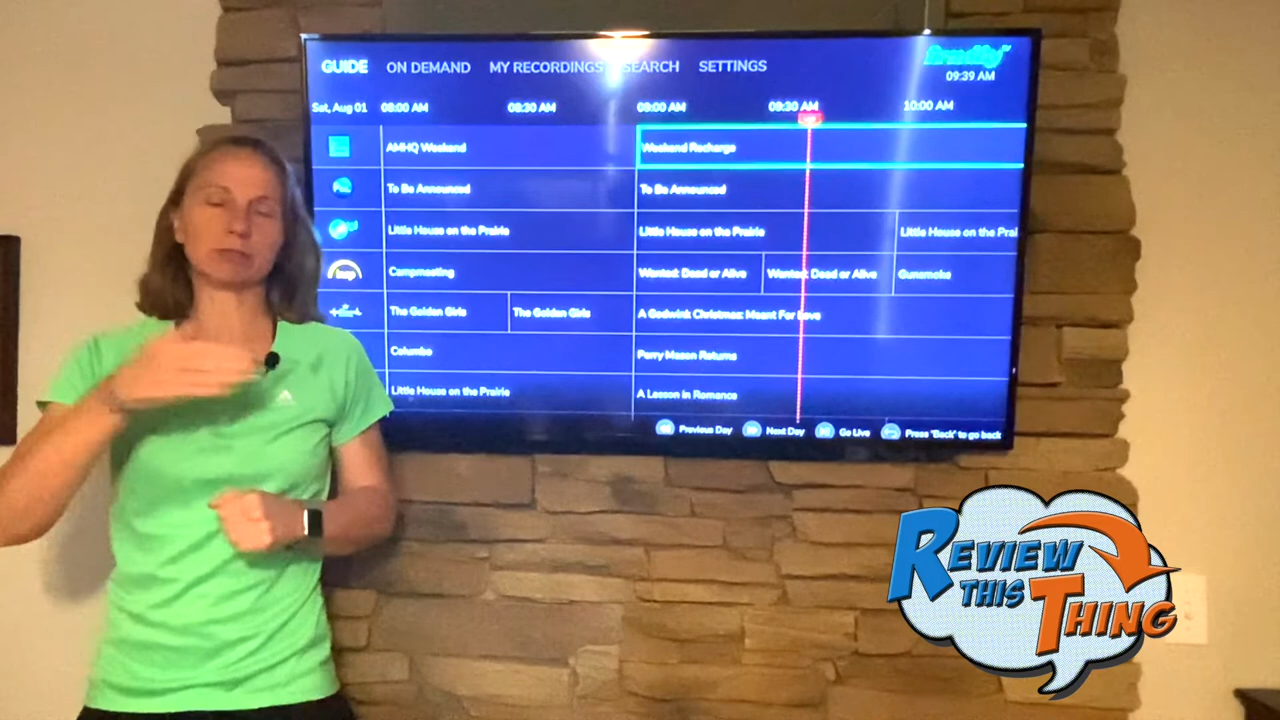 GUIDE ON DEMAND MY RECORDINGS SEARCH SETTINGS
09:39 AM
Sat, Aug 01 08:00 AM 08:30 AM 09:00 AM 09:30 AM 10:00 AM
AMHQ Weekend Weekend Recharge
To Be Announced To Be Announced
Little House on the Prairie Little House on the Prairie Little House on the Prai
Campmeeting Wanted: Dead or Alive Wanted: Dead or Alive Gunsmoke
The Golden Girls The Golden Girls A Godwink Christmas: Meant For Love
Columbo Perry Mason Returns
Little House on the Prairie A Lesson in Romance
Previous Day Next Day Go Live Press 'Back' to go back
REVIEW
THIS
THING